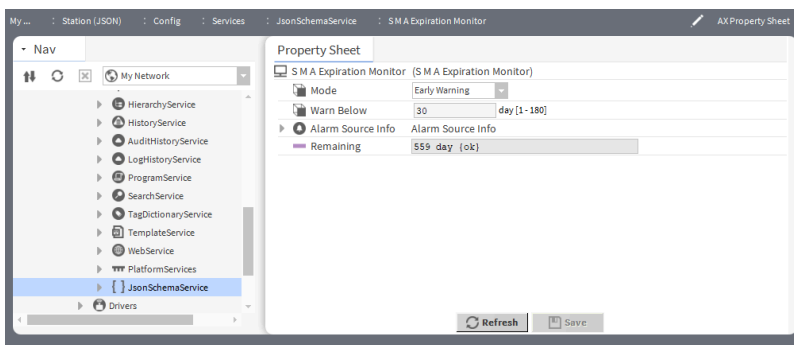 My ... : Station (JSON) : Config : Services : JsonSchemaService : S M A Expiration Monitor AX Property Sheet
Nav
My Network
HierarchyService
HistoryService
AuditHistoryService
LogHistoryService
ProgramService
SearchService
TagDictionaryService
TemplateService
WebService
PlatformServices
{ } JsonSchemaService
Drivers
Property Sheet
S M A Expiration Monitor (S M A Expiration Monitor)
Mode Early Warning
Warn Below 30 day [1 - 180]
Alarm Source Info Alarm Source Info
Remaining 559 day {ok}
Refresh Save